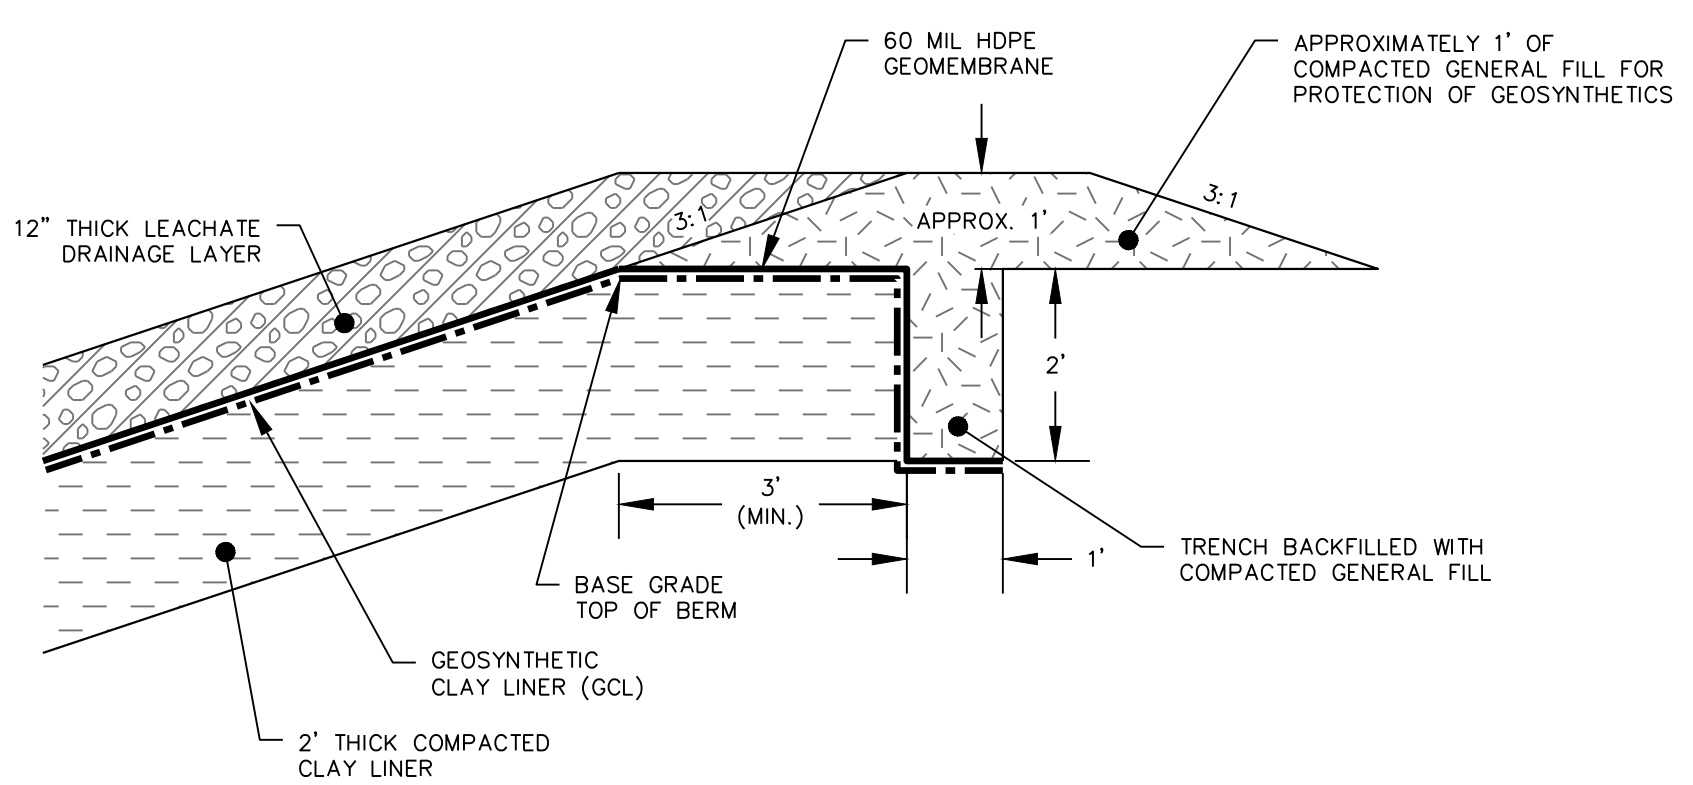 60 MIL HDPE
GEOMEMBRANE
APPROXIMATELY 1' OF
COMPACTED GENERAL FILL FOR
PROTECTION OF GEOSYNTHETICS
12" THICK LEACHATE
DRAINAGE LAYER
3:1
APPROX. 1'
3:1
2'
3'
(MIN.)
1'
TRENCH BACKFILLED WITH
COMPACTED GENERAL FILL
BASE GRADE
TOP OF BERM
GEOSYNTHETIC
CLAY LINER (GCL)
2' THICK COMPACTED
CLAY LINER